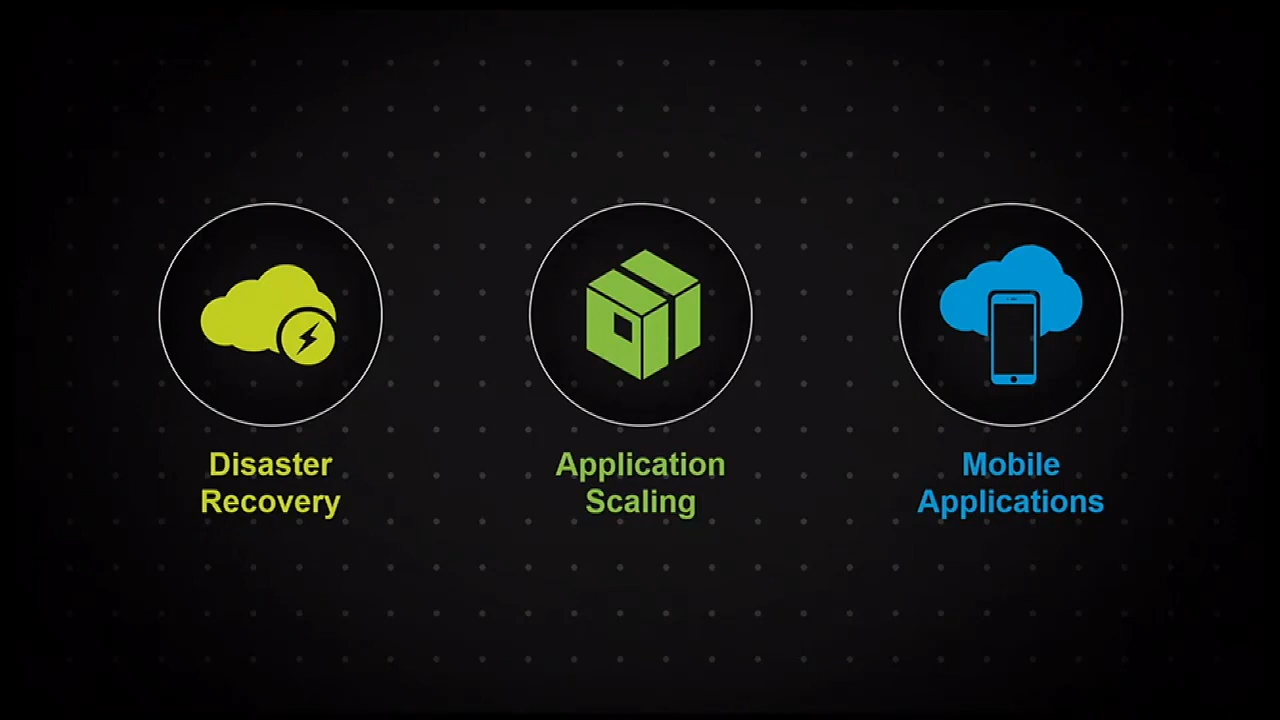 Disaster
Recovery
Application
Scaling
Mobile
Applications